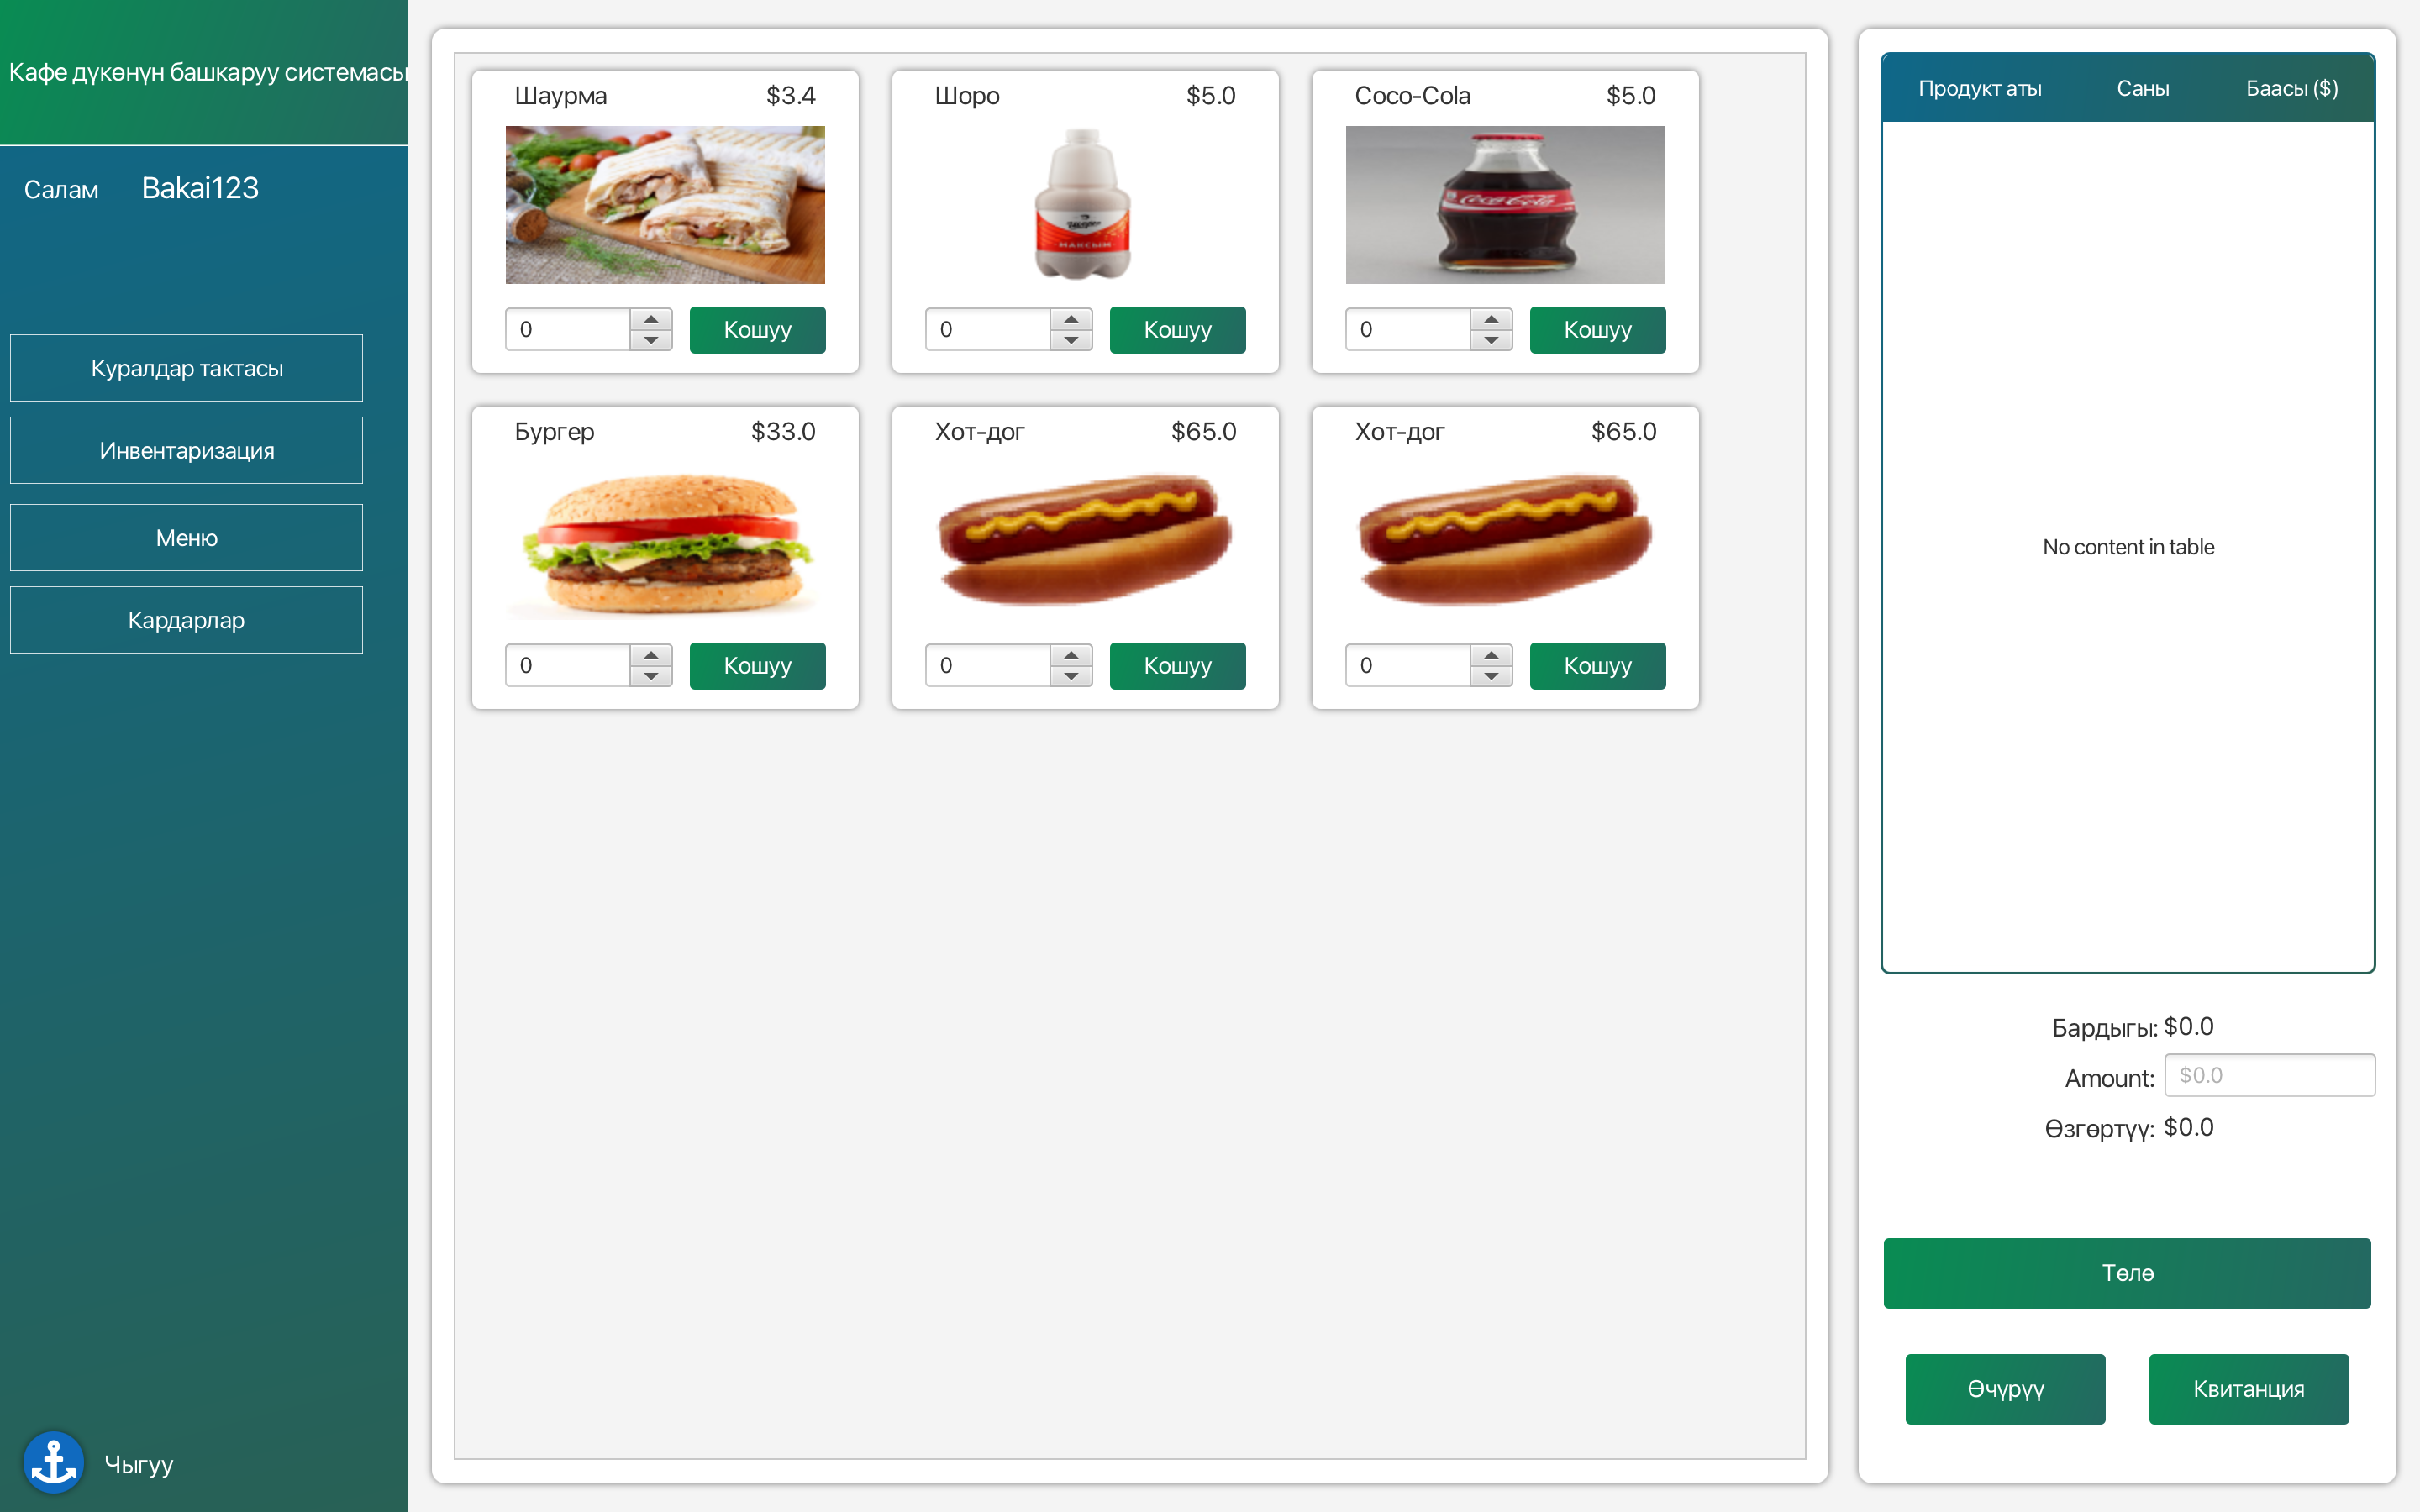 Кафе дүкөнүн башкаруу системасы
Салам Bakai123
Куралдар тактасы
Инвентаризация
Меню
Кардарлар
Чыгуу
Шаурма $3.4
0 Кошуу
Шоро $5.0
МАКСЫМ
0 Кошуу
Coco-Cola $5.0
Coca-Cola
0 Кошуу
Бургер $33.0
0 Кошуу
Хот-дог $65.0
0 Кошуу
Хот-дог $65.0
0 Кошуу
Продукт аты Саны Баасы ($)
No content in table
Бардыгы: $0.0
Amount: $0.0
Өзгөртүү: $0.0
Төлө
Өчүрүү Квитанция